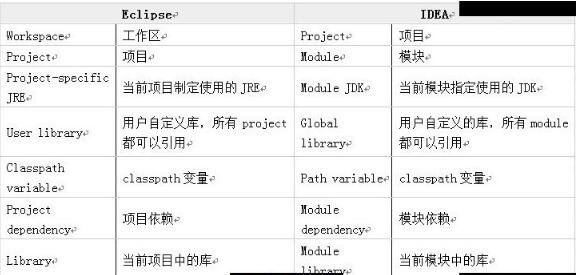 Eclipse IDEA
Workspace 工作区 Project 项目
Project 项目 Module 模块
Project-specific
JRE 当前项目制定使用的 JRE Module JDK 当前模块指定使用的 JDK
User library 用户自定义库，所有 project
都可以引用 Global
library 用户自定义的库，所有 module
都可以引用
Classpath
variable classpath 变量 Path variable classpath 变量
Project
dependency 项目依赖 Module
dependency 模块依赖
Library 当前项目中的库 Module
library 当前模块中的库